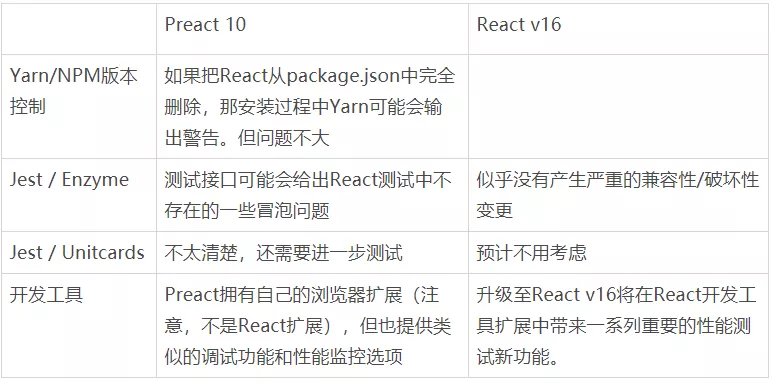 Preact 10
React v16
Yarn/NPM版本
控制
如果把React从package.json中完全
删除，那安装过程中Yarn可能会输
出警告。但问题不大
Jest / Enzyme
测试接口可能会给出React测试中不
存在的一些冒泡问题
似乎没有产生严重的兼容性/破坏性
变更
Jest / Unitcards
不太清楚，还需要进一步测试
预计不用考虑
开发工具
Preact拥有自己的浏览器扩展（注
意，不是React扩展），但也提供类
似的调试功能和性能监控选项
升级至React v16将在React开发工
具扩展中带来一系列重要的性能测
试新功能。